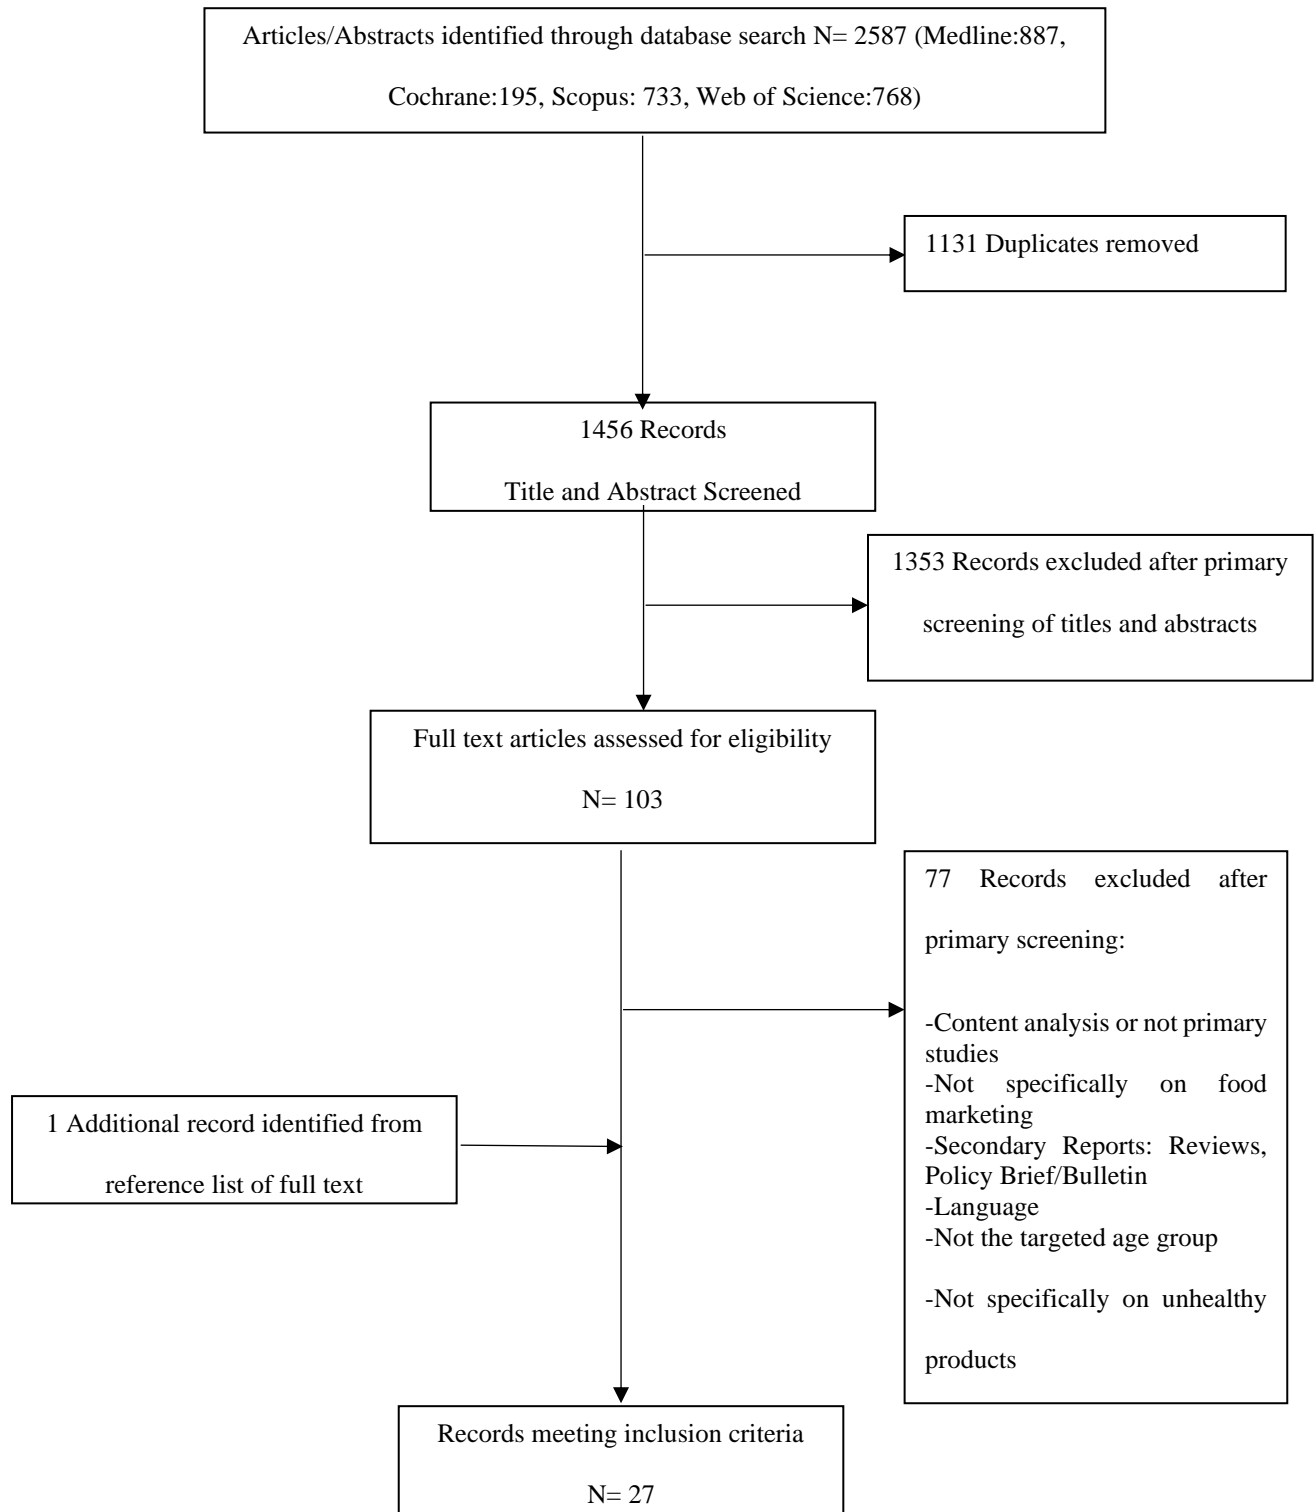 Articles/Abstracts identified through database search N= 2587 (Medline:887,
Cochrane:195, Scopus: 733, Web of Science:768)
1131 Duplicates removed
1456 Records
Title and Abstract Screened
1353 Records excluded after primary
screening of titles and abstracts
Full text articles assessed for eligibility
N= 103
77 Records excluded after
primary screening:
-Content analysis or not primary
studies
-Not specifically on food
marketing
-Secondary Reports: Reviews,
Policy Brief/Bulletin
-Language
-Not the targeted age group
-Not specifically on unhealthy
products
1 Additional record identified from
reference list of full text
Records meeting inclusion criteria
N= 27